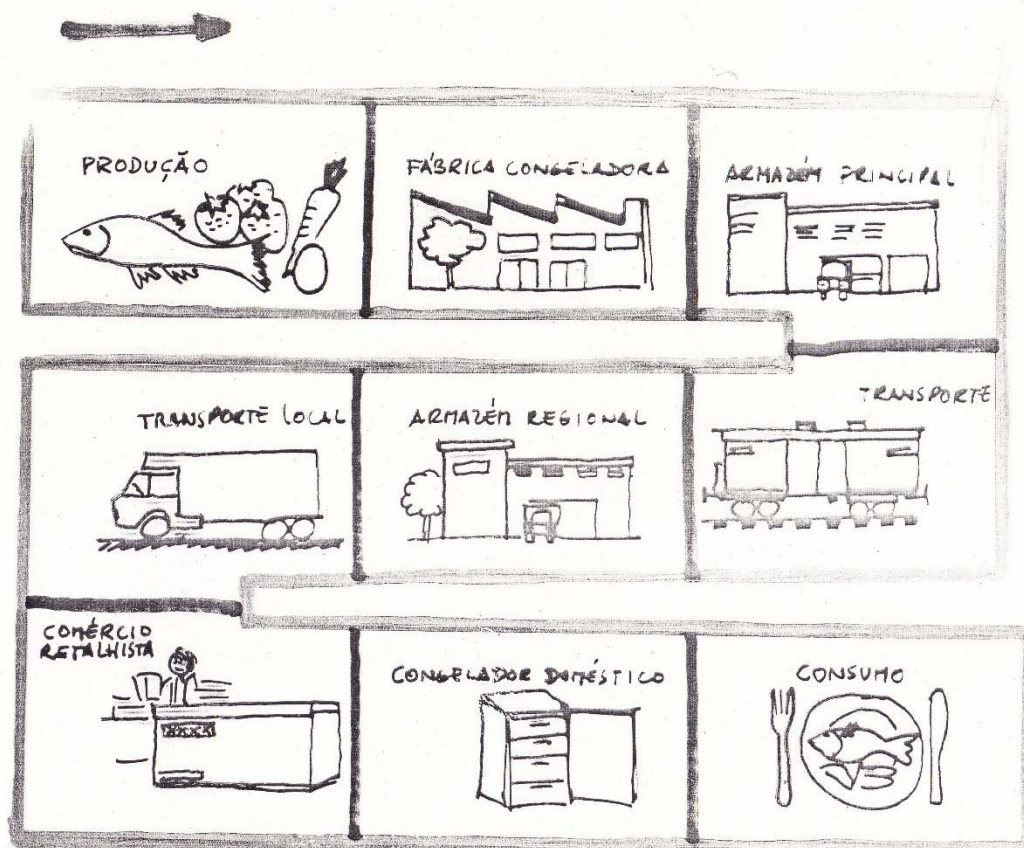 PRODUÇÃO
FÁBRICA CONGELADORA
ARMAZÉM PRINCIPAL
TRANSPORTE
ARMAZÉM REGIONAL
TRANSPORTE LOCAL
COMÉRCIO
RETALHISTA
CONGELADOR DOMÉSTICO
CONSUMO